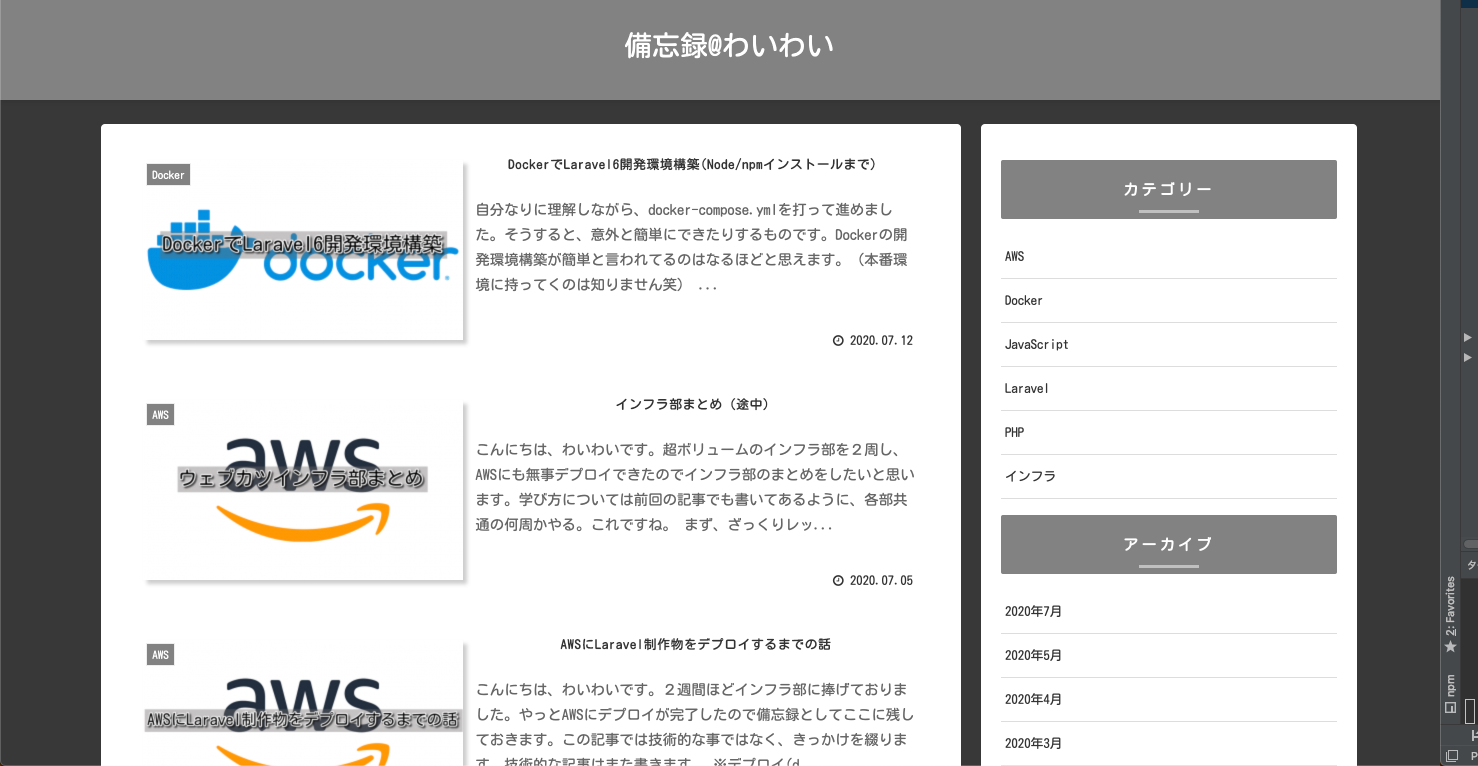 備忘録@わいわい
Docker
DockerでLaravel6開発環境構築
docker
DockerでLaravel6開発環境構築(Node/npmインストールまで)
自分なりに理解しながら、docker-compose.ymlを打って進めまし
た。そうすると、意外と簡単にできたりするものです。Dockerの開
発環境構築が簡単と言われてるのはなるほどと思えます。（本番環
境に持ってくのは知りません笑） ...
2020.07.12
AWS
aws
ウェブカツインフラ部まとめ
インフラ部まとめ（途中）
こんにちは、わいわいです。超ボリュームのインフラ部を２周し、
AWSにも無事デプロイできたのでインフラ部のまとめをしたいと思い
ます。学び方については前回の記事でも書いてあるように、各部共
通の何周かやる。これですね。 まず、ざっくりレッ...
2020.07.05
AWS
aws
AWSにLaravel制作物をデプロイするまでの話
AWSにLaravel制作物をデプロイするまでの話
こんにちは、わいわいです。２週間ほどインフラ部に捧げておりま
した。やっとAWSにデプロイが完了したので備忘録としてここに残し
ておきます。この記事では技術的な事ではなく、きっかけを綴りま
す。技術的な記事はまた書きます。 ※デプロイ(d
カテゴリー
AWS
Docker
JavaScript
Laravel
PHP
インフラ
アーカイブ
2020年7月
2020年5月
2020年4月
2020年3月
2: Favorites
npm
タ
P